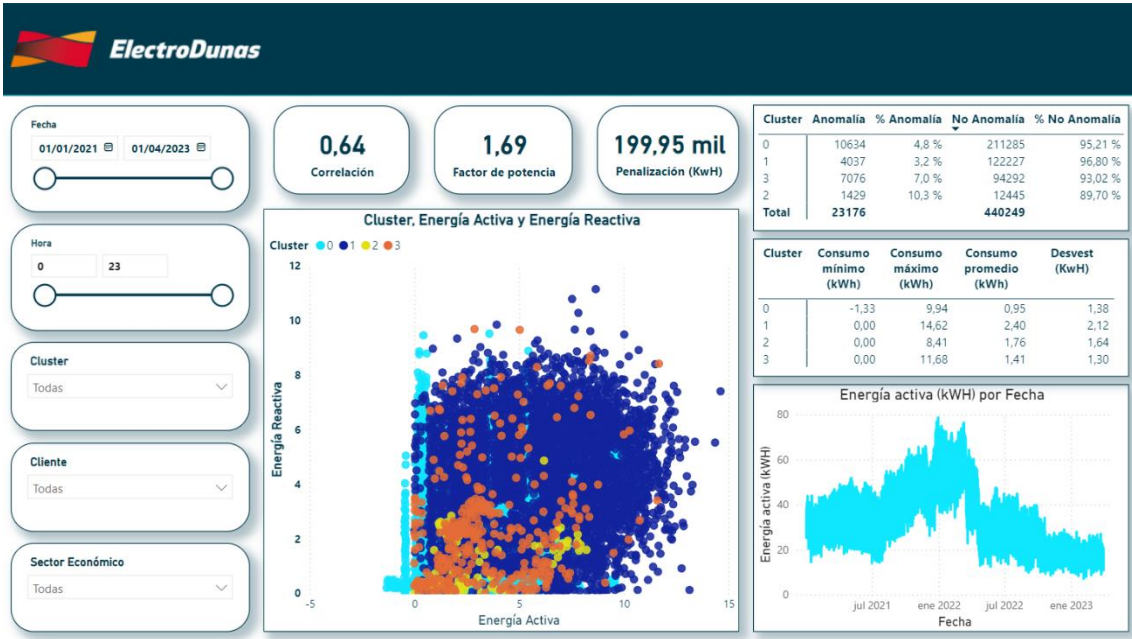 ElectroDunas
Fecha
01/01/2021 01/04/2023
Hora
0 23
Cluster
Todas
Cliente
Todas
Sector Económico
Todas
0,64
Correlación
1,69
Factor de potencia
199,95 mil
Penalización (KwH)
Cluster, Energía Activa y Energía Reactiva
Cluster 0 1 2 3
12
10
8
6
4
2
0
Energía Reactiva
-5 0 5 10 15
Energía Activa
Cluster Anomalía % Anomalía No Anomalía % No Anomalía
0 10634 4,8 % 211285 95,21 %
1 4037 3,2 % 122227 96,80 %
3 7076 7,0 % 94292 93,02 %
2 1429 10,3 % 12445 89,70 %
Total 23176 440249
Cluster Consumo Consumo Consumo Desvest
mínimo máximo promedio (KwH)
(kWh) (kWh) (kWh)
0 -1,33 9,94 0,95 1,38
1 0,00 14,62 2,40 2,12
2 0,00 8,41 1,76 1,64
3 0,00 11,68 1,41 1,30
Energía activa (kWH) por Fecha
80
60
40
20
0
Energía activa (kWH)
jul 2021 ene 2022 jul 2022 ene 2023
Fecha